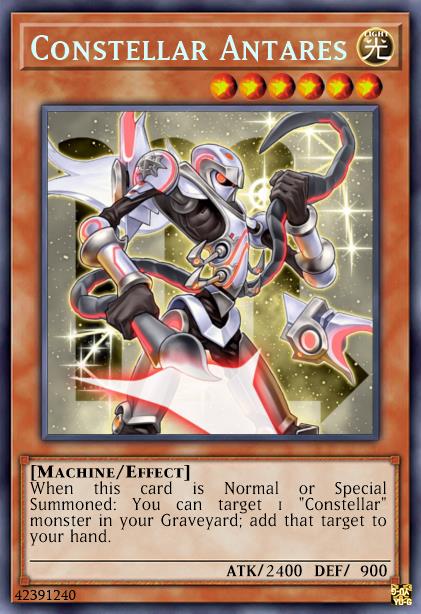 CONSTELLAR ANTARES
LIGHT
光
[MACHINE/EFFECT]
When this card is Normal or Special
Summoned: You can target 1 "Constellar"
monster in your Graveyard; add that target to
your hand.
ATK/2400 DEF/ 900
42391240